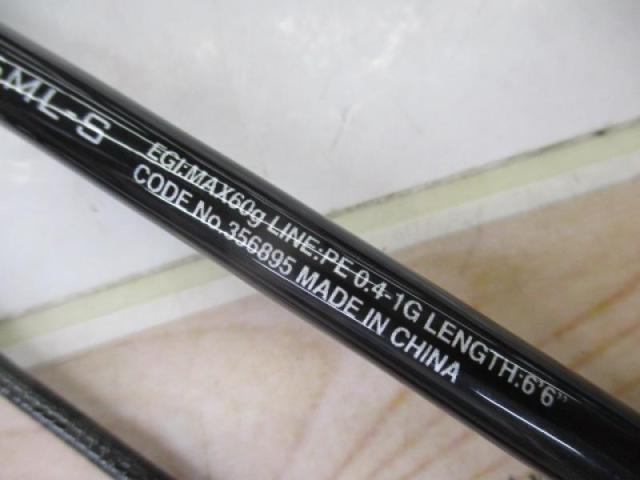 ML-S
EGI:MAX60g LINE:PE 0.4-1G LENGTH:6'6"
CODE No.356895 MADE IN CHINA